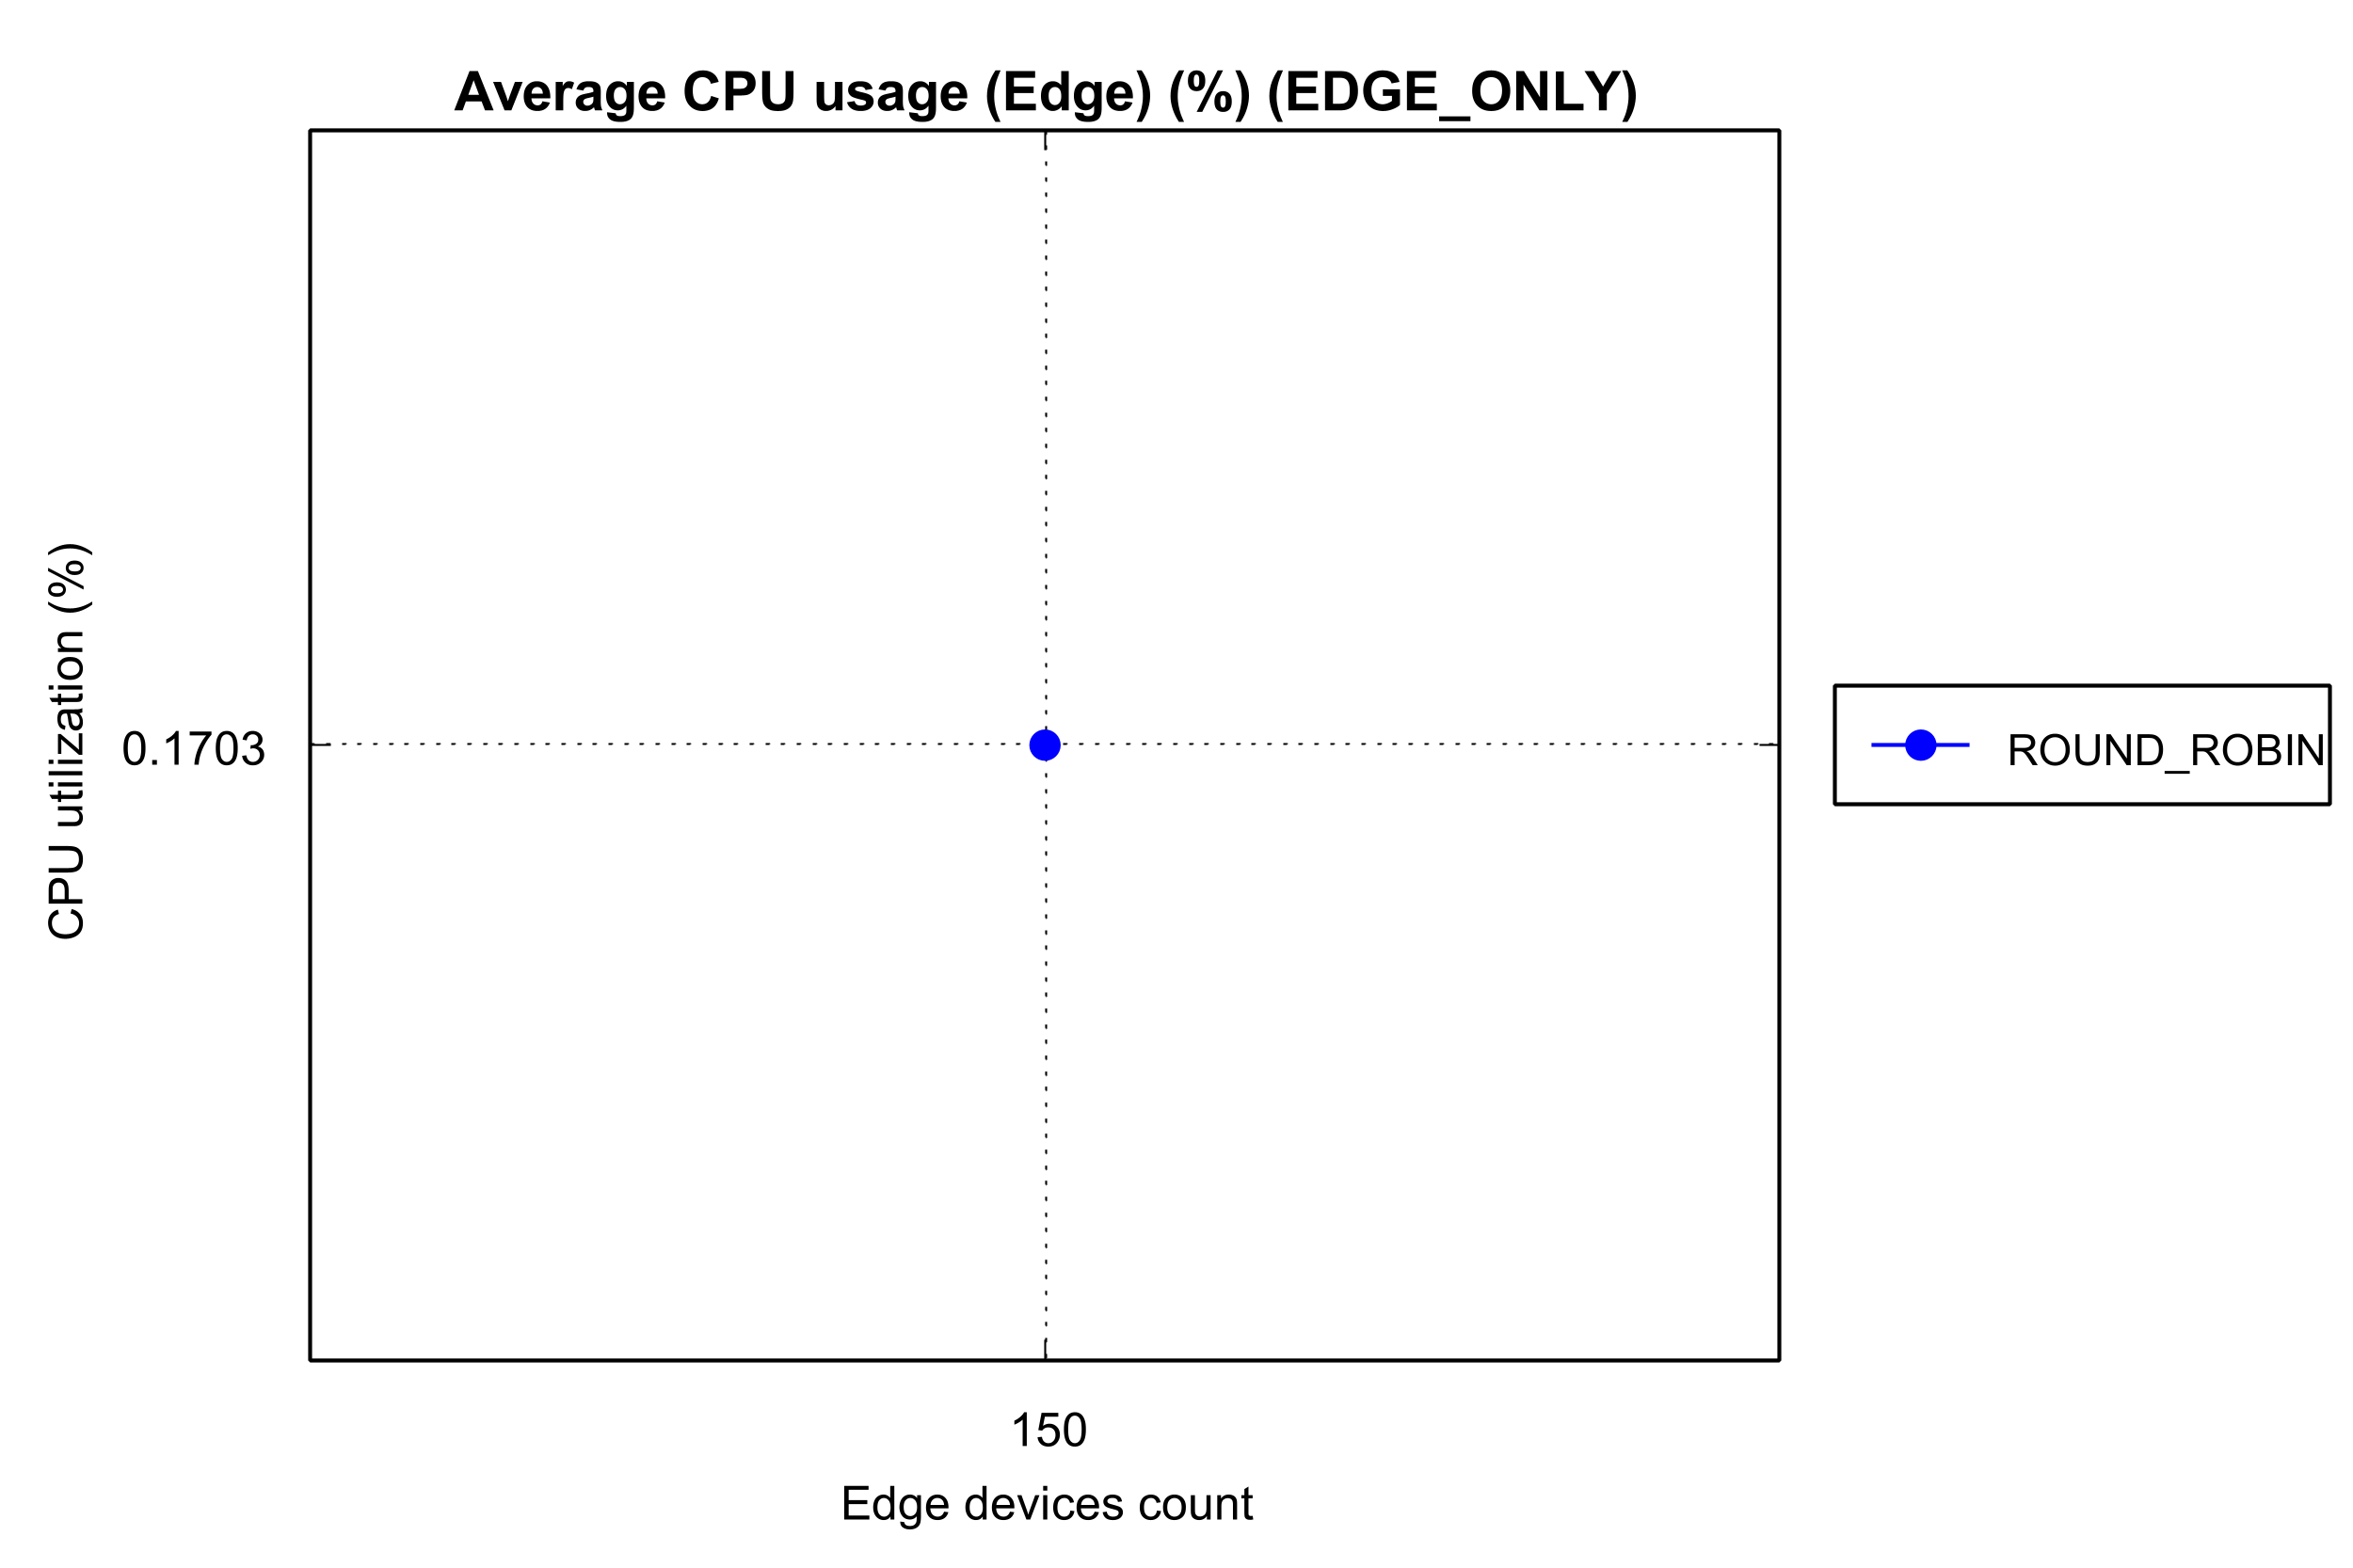 Average CPU usage (Edge) (%) (EDGE_ONLY)
CPU utilization (%)
0.1703
ROUND_ROBIN
150
Edge devices count